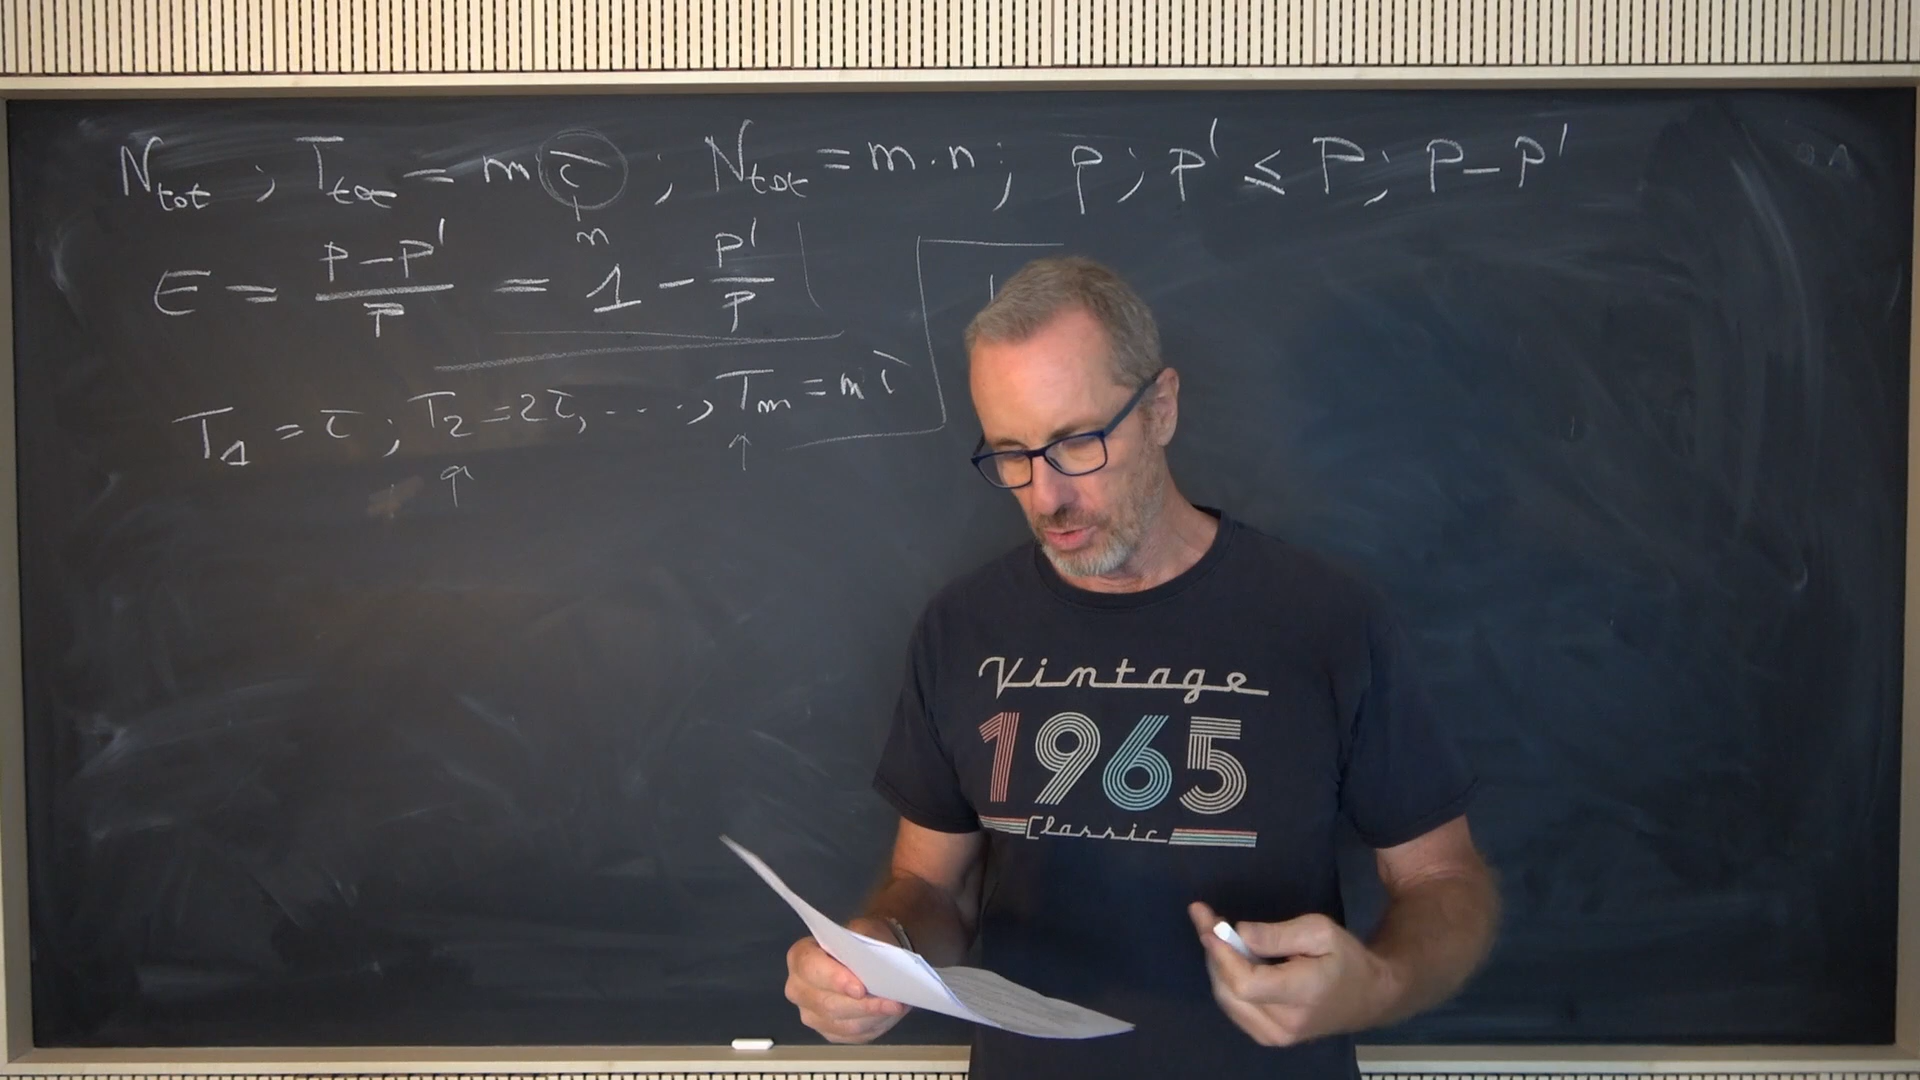 N_tot ; T_tot = m τ ; N_tot = m · n ; P ; P' ≤ P ; P - P'
n
E = (P - P') / P = 1 - P' / P
T_1 = τ ; T_2 = 2τ, ...., T_m = m τ
Vintage
1965
Classic